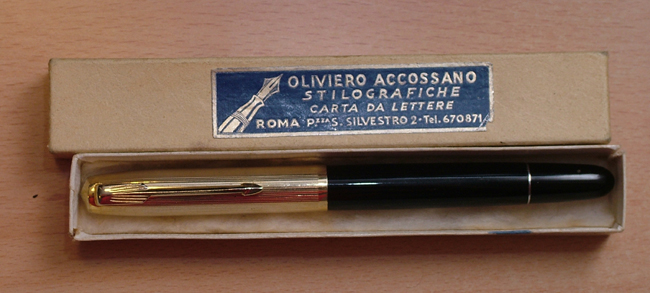 OLIVIERO ACCOSSANO
STILOGRAFICHE
CARTA DA LETTERE
ROMA P.ZZA S. SILVESTRO 2 - Tel. 670871